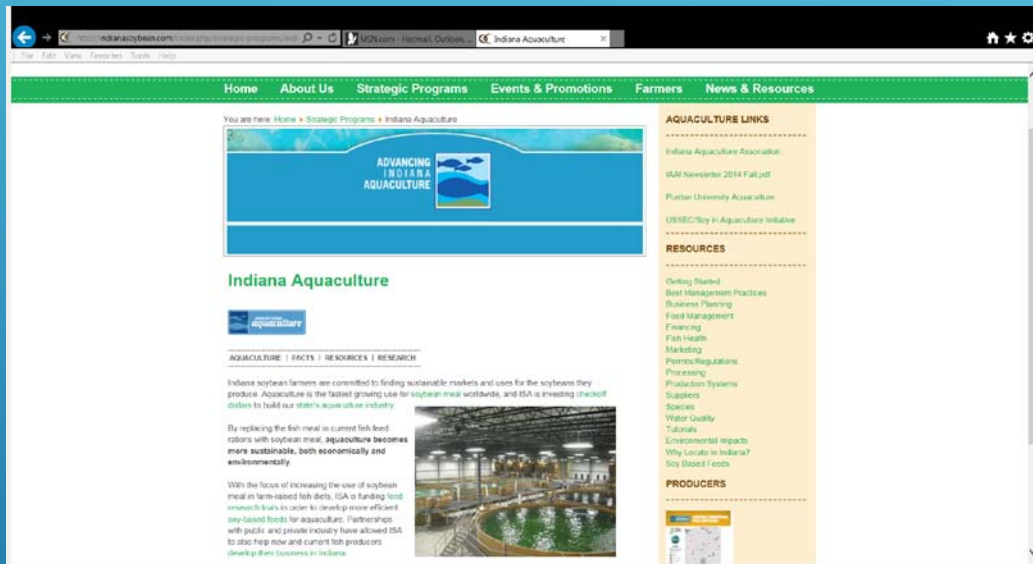 indianasoybean.com
MSN.com - Hotmail, Outlook,...
Indiana Aquaculture
File Edit View Favorites Tools Help
Home About Us Strategic Programs Events & Promotions Farmers News & Resources
You are here: Home Strategic Programs Indiana Aquaculture
ADVANCING
INDIANA
AQUACULTURE
Indiana Aquaculture
aquaculture
AQUACULTURE | FACTS | RESOURCES | RESEARCH
Indiana soybean farmers are committed to finding sustainable markets and uses for the soybeans they
produce. Aquaculture is the fastest growing use for soybean meal worldwide, and ISA is investing checkoff
dollars to build our state's aquaculture industry.
By replacing the fish meal in current fish feed
rations with soybean meal, aquaculture becomes
more sustainable, both economically and
environmentally.
With the focus of increasing the use of soybean
meal in farm-raised fish diets, ISA is funding feed
research trials in order to develop more efficient
soy-based feeds for aquaculture. Partnerships
with public and private industry have allowed ISA
to also help new and current fish producers
develop their business in Indiana.
AQUACULTURE LINKS
Indiana Aquaculture Association
IAAI Newsletter 2014 Fall.pdf
Purdue University Aquaculture
USSEC/Soy in Aquaculture Initiative
RESOURCES
Getting Started
Best Management Practices
Business Planning
Feed Management
Financing
Fish Health
Marketing
Permits/Regulations
Processing
Production Systems
Suppliers
Species
Water Quality
Tutorials
Environmental Impacts
Why Locate in Indiana?
Soy Based Feeds
PRODUCERS